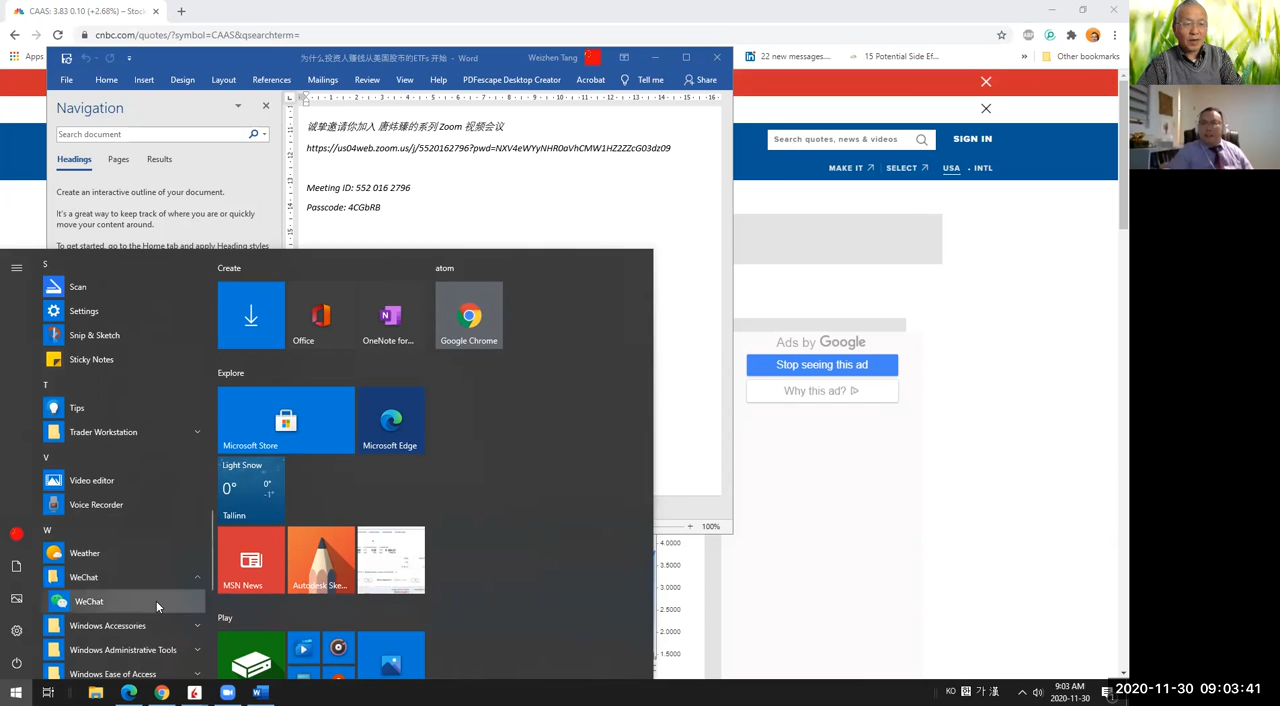 CAAS: 3.83 0.10 (+2.68%) – Stoc
cnbc.com/quotes/?symbol=CAAS&qsearchterm=
Apps
22 new messages....
15 Potential Side Ef...
Other bookmarks
为什么投资人赚钱从美国股市的ETFs 开始 - Word
Weizhen Tang
File
Home
Insert
Design
Layout
References
Mailings
Review
View
Help
PDFescape Desktop Creator
Acrobat
Tell me
Share
Navigation
Search document
Headings
Pages
Results
Create an interactive outline of your document.
It's a great way to keep track of where you are or quickly
move your content around.
To get started, go to the Home tab and apply Heading styles
诚挚邀请你加入 唐炜臻的系列 Zoom 视频会议
https://us04web.zoom.us/j/5520162796?pwd=NXV4eWYyNHR0aVhCMW1HZ2ZZcG03dz09
Meeting ID: 552 016 2796
Passcode: 4CGbRB
Search quotes, news & videos
SIGN IN
MAKE IT
SELECT
USA
INTL
Ads by Google
Stop seeing this ad
Why this ad?
S
Scan
Settings
Snip & Sketch
Sticky Notes
T
Tips
Trader Workstation
V
Video editor
Voice Recorder
W
Weather
WeChat
WeChat
Windows Accessories
Windows Administrative Tools
Windows Ease of Access
Create
atom
Office
OneNote for...
Google Chrome
Explore
Microsoft Store
Microsoft Edge
Light Snow
0°
0°
-1°
Tallinn
MSN News
Autodesk Ske...
Play
100%
4.0000
3.5000
3.0000
2.5000
2.0000
1.5000
KO
가
漢
9:03 AM
2020-11-30
2020-11-30 09:03:41